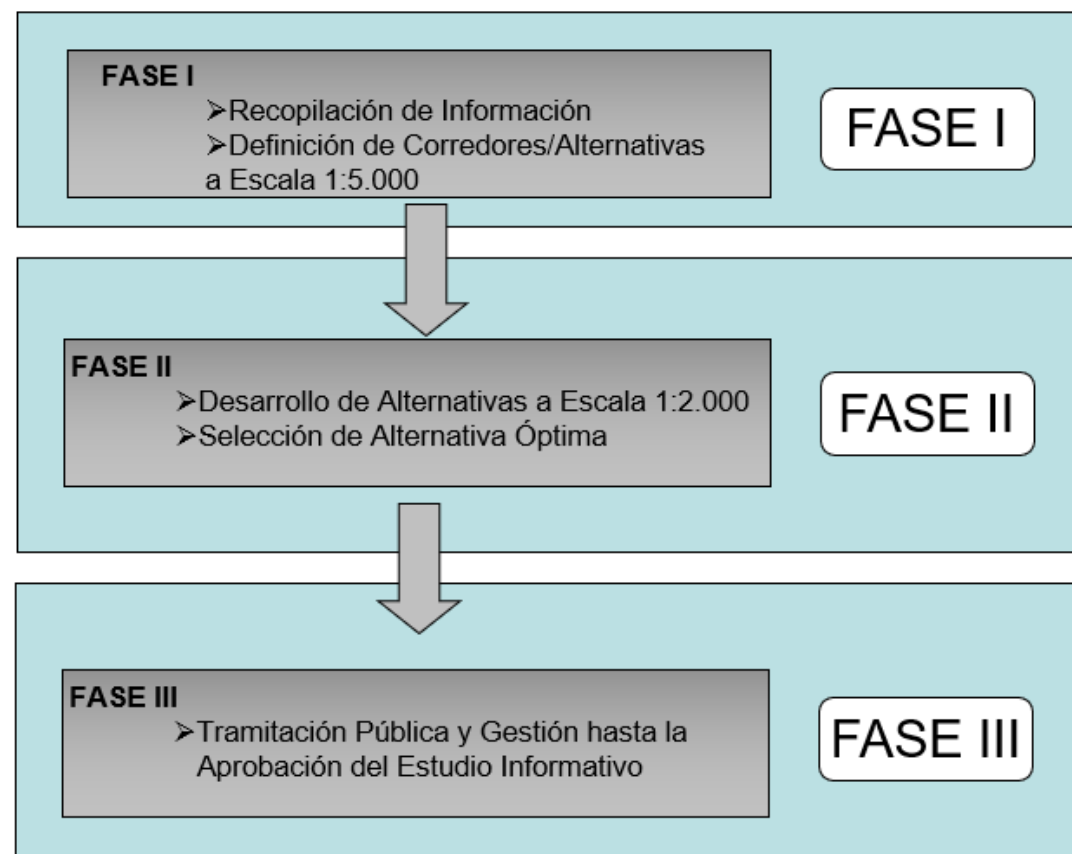 FASE I
➢Recopilación de Información
➢Definición de Corredores/Alternativas
a Escala 1:5.000
FASE I
FASE II
➢Desarrollo de Alternativas a Escala 1:2.000
➢Selección de Alternativa Óptima
FASE II
FASE III
➢Tramitación Pública y Gestión hasta la
Aprobación del Estudio Informativo
FASE III